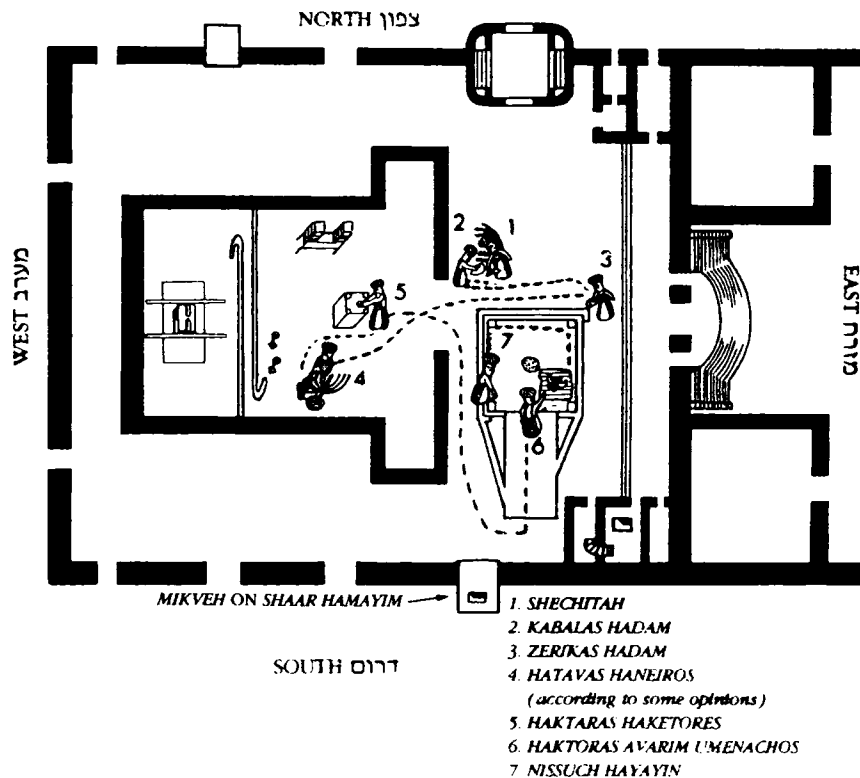 NORTH צפון
2 1
3
5
WEST מערב
EAST מזרח
7
4
6
MIKVEH ON SHAAR HAMAYIM
SOUTH דרום
1. SHECHITAH
2. KABALAS HADAM
3. ZERIKAS HADAM
4. HATAVAS HANEIROS
(according to some opinions)
5. HAKTARAS HAKETORES
6. HAKTORAS AVARIM UMENACHOS
7 NISSUCH HAYAYIN